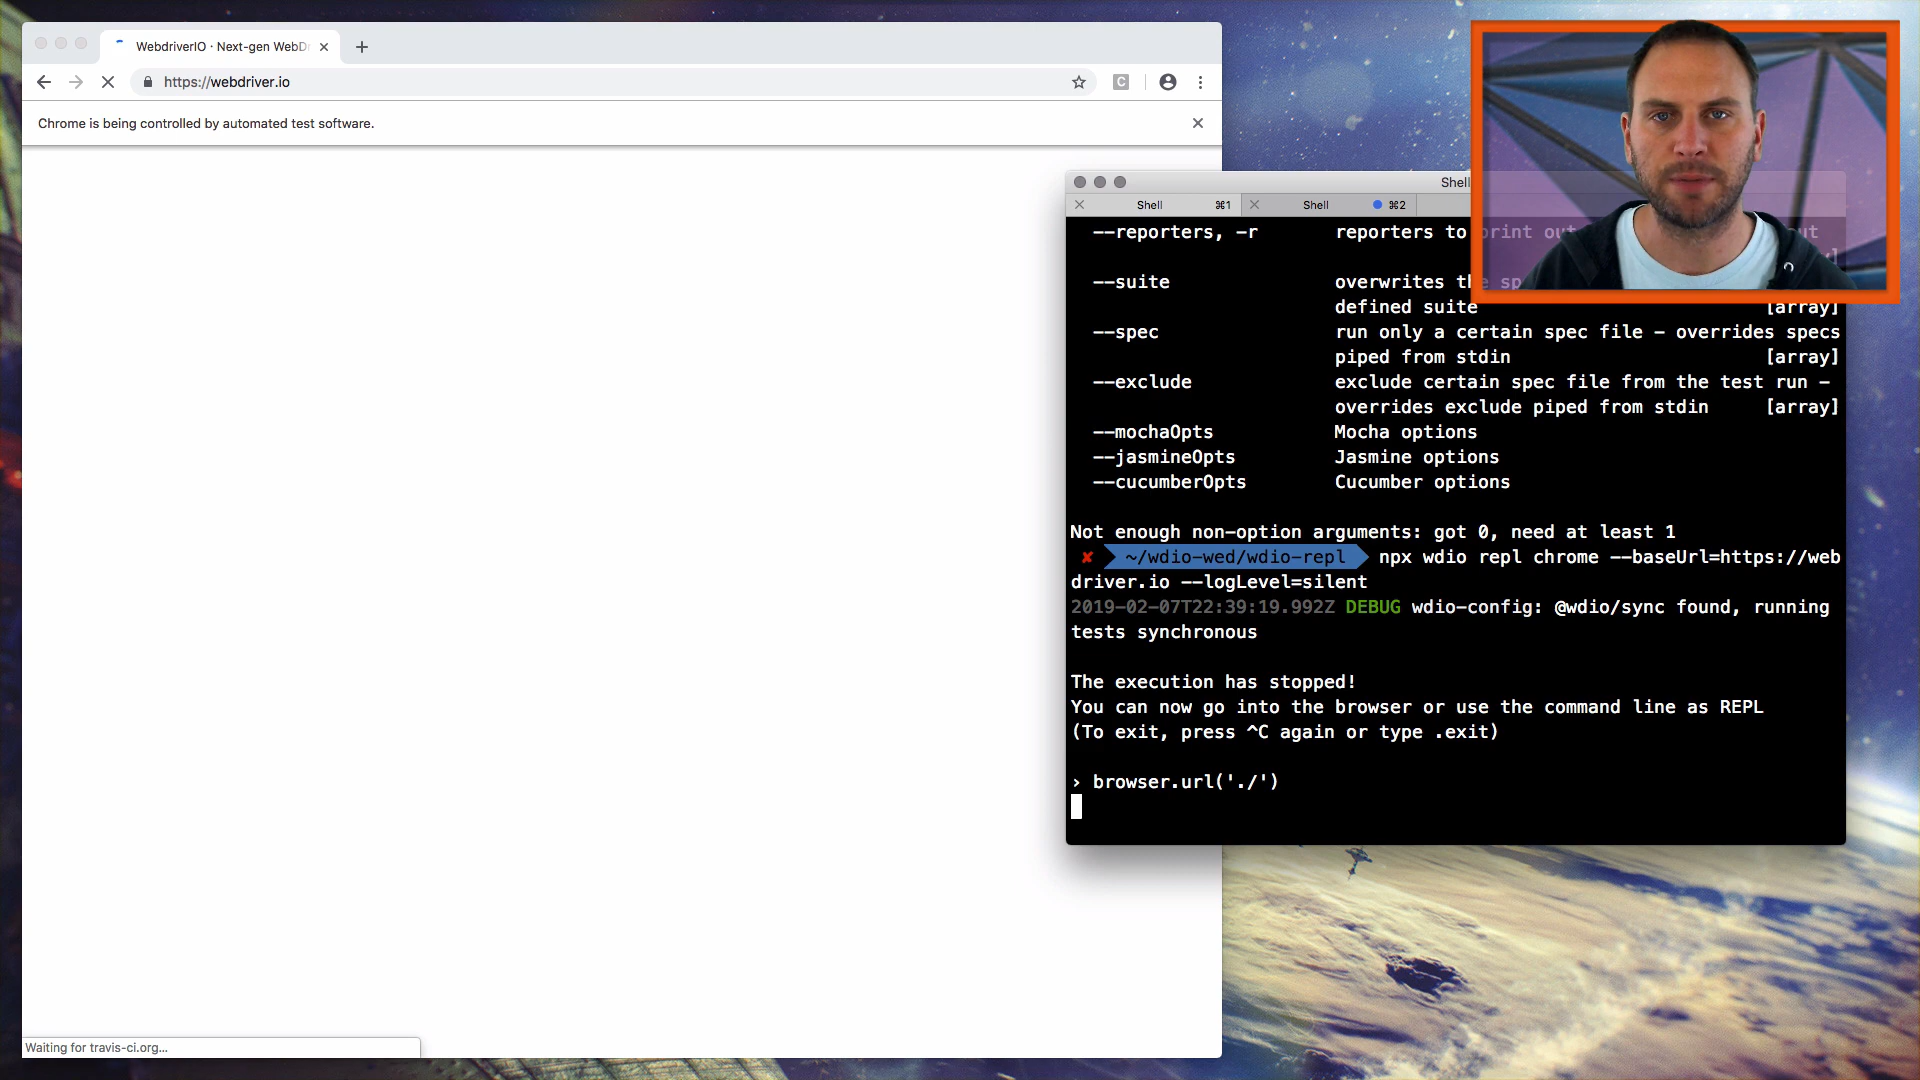 WebdriverIO · Next-gen WebD
https://webdriver.io
C
Chrome is being controlled by automated test software.
Shell
Shell ⌘1 Shell ⌘2
--reporters, -r reporters to print out
--suite overwrites the sp
defined suite [array]
--spec run only a certain spec file - overrides specs
piped from stdin [array]
--exclude exclude certain spec file from the test run -
overrides exclude piped from stdin [array]
--mochaOpts Mocha options
--jasmineOpts Jasmine options
--cucumberOpts Cucumber options
Not enough non-option arguments: got 0, need at least 1
✘ ~/wdio-wed/wdio-repl npx wdio repl chrome --baseUrl=https://web
driver.io --logLevel=silent
2019-02-07T22:39:19.992Z DEBUG wdio-config: @wdio/sync found, running
tests synchronous
The execution has stopped!
You can now go into the browser or use the command line as REPL
(To exit, press ^C again or type .exit)
› browser.url('./')
Waiting for travis-ci.org...